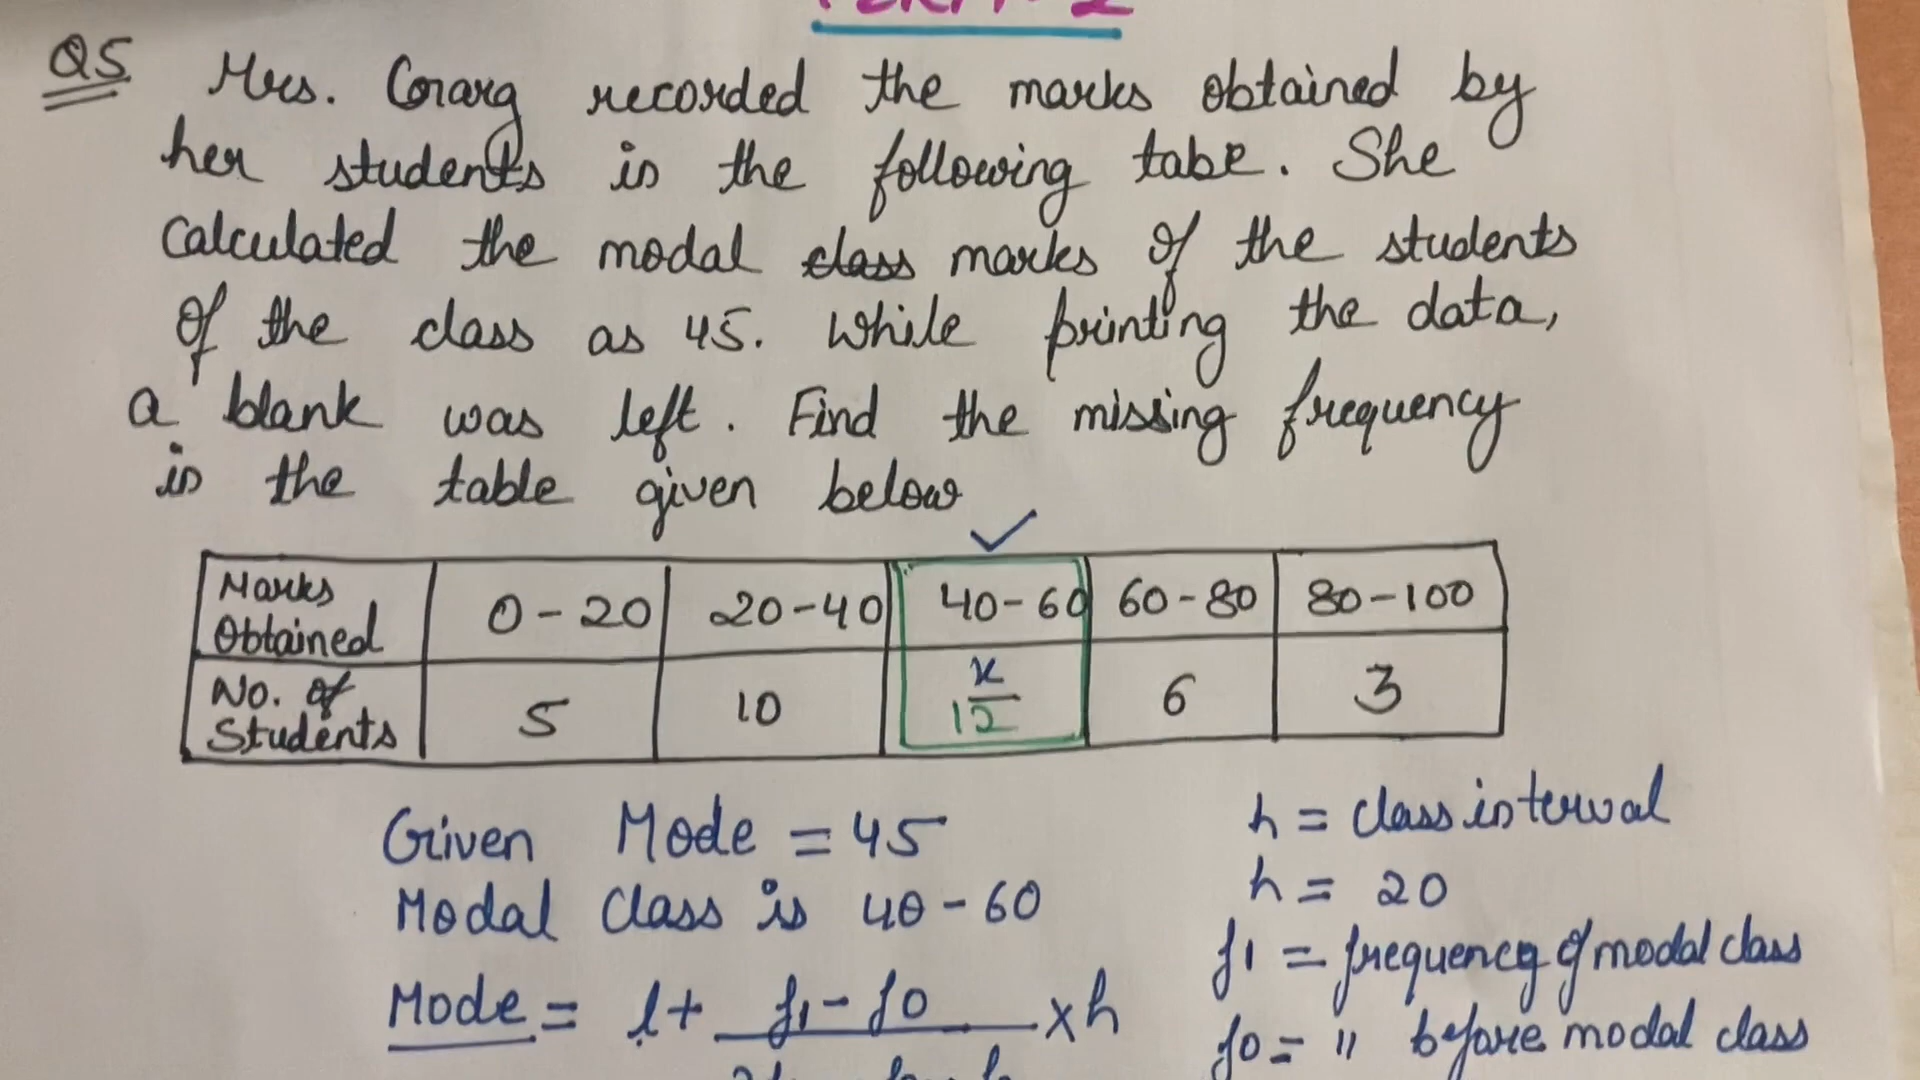 Q5 Mrs. Garg recorded the marks obtained by
her students in the following table. She
calculated the modal class marks of the students
of the class as 45. While printing the data,
a blank was left. Find the missing frequency
in the table given below
Marks Obtained 0-20 20-40 40-60 60-80 80-100
No. of Students 5 10 x 12 6 3
Given Mode = 45
h = class interval
Modal Class is 40-60
h = 20
f1 = frequency of modal class
Mode = l + f1 - f0 x h
f0 = " before modal class